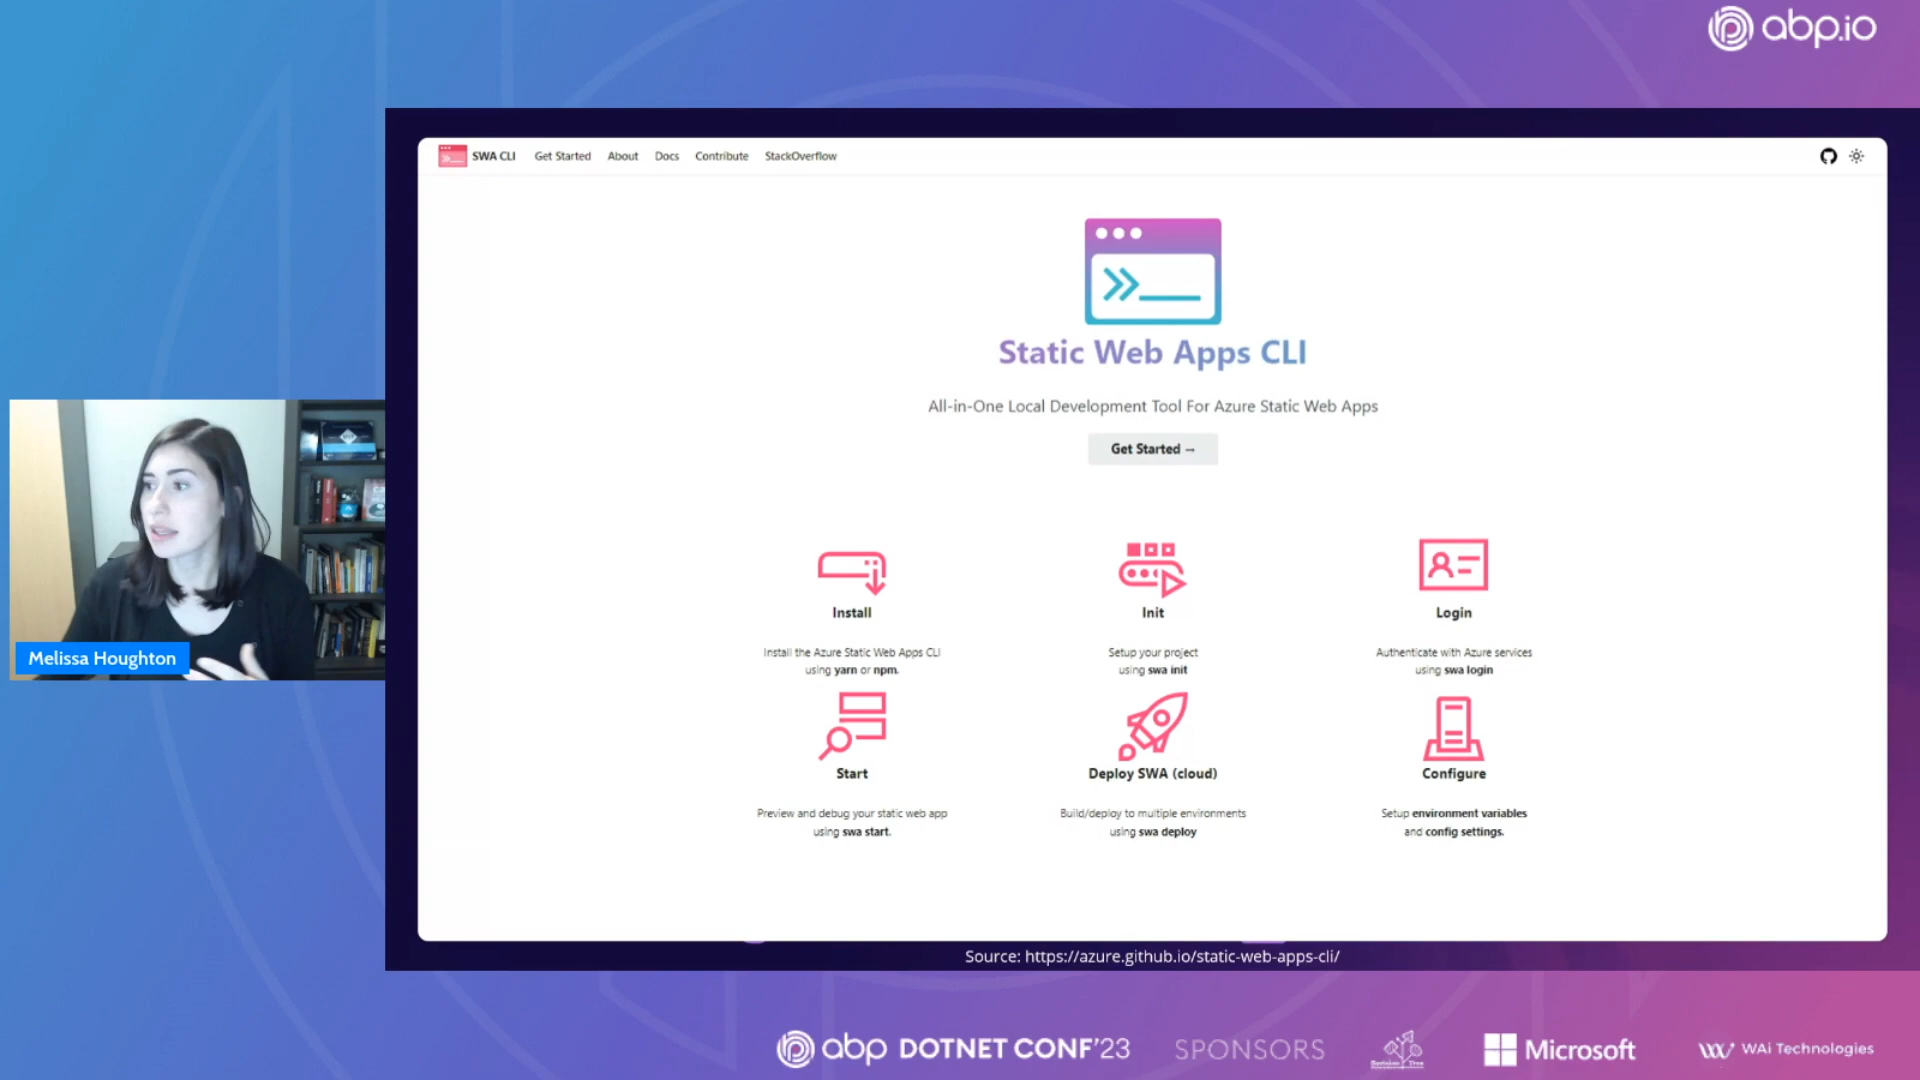 abp.io
SWA CLI Get Started About Docs Contribute StackOverflow
Static Web Apps CLI
All-in-One Local Development Tool For Azure Static Web Apps
Get Started →
Install
Install the Azure Static Web Apps CLI
using yarn or npm.
Init
Setup your project
using swa init
Login
Authenticate with Azure services
using swa login
Start
Preview and debug your static web app
using swa start.
Deploy SWA (cloud)
Build/deploy to multiple environments
using swa deploy
Configure
Setup environment variables
and config settings.
Melissa Houghton
Source: https://azure.github.io/static-web-apps-cli/
abp DOTNET CONF'23 SPONSORS Microsoft WAi Technologies